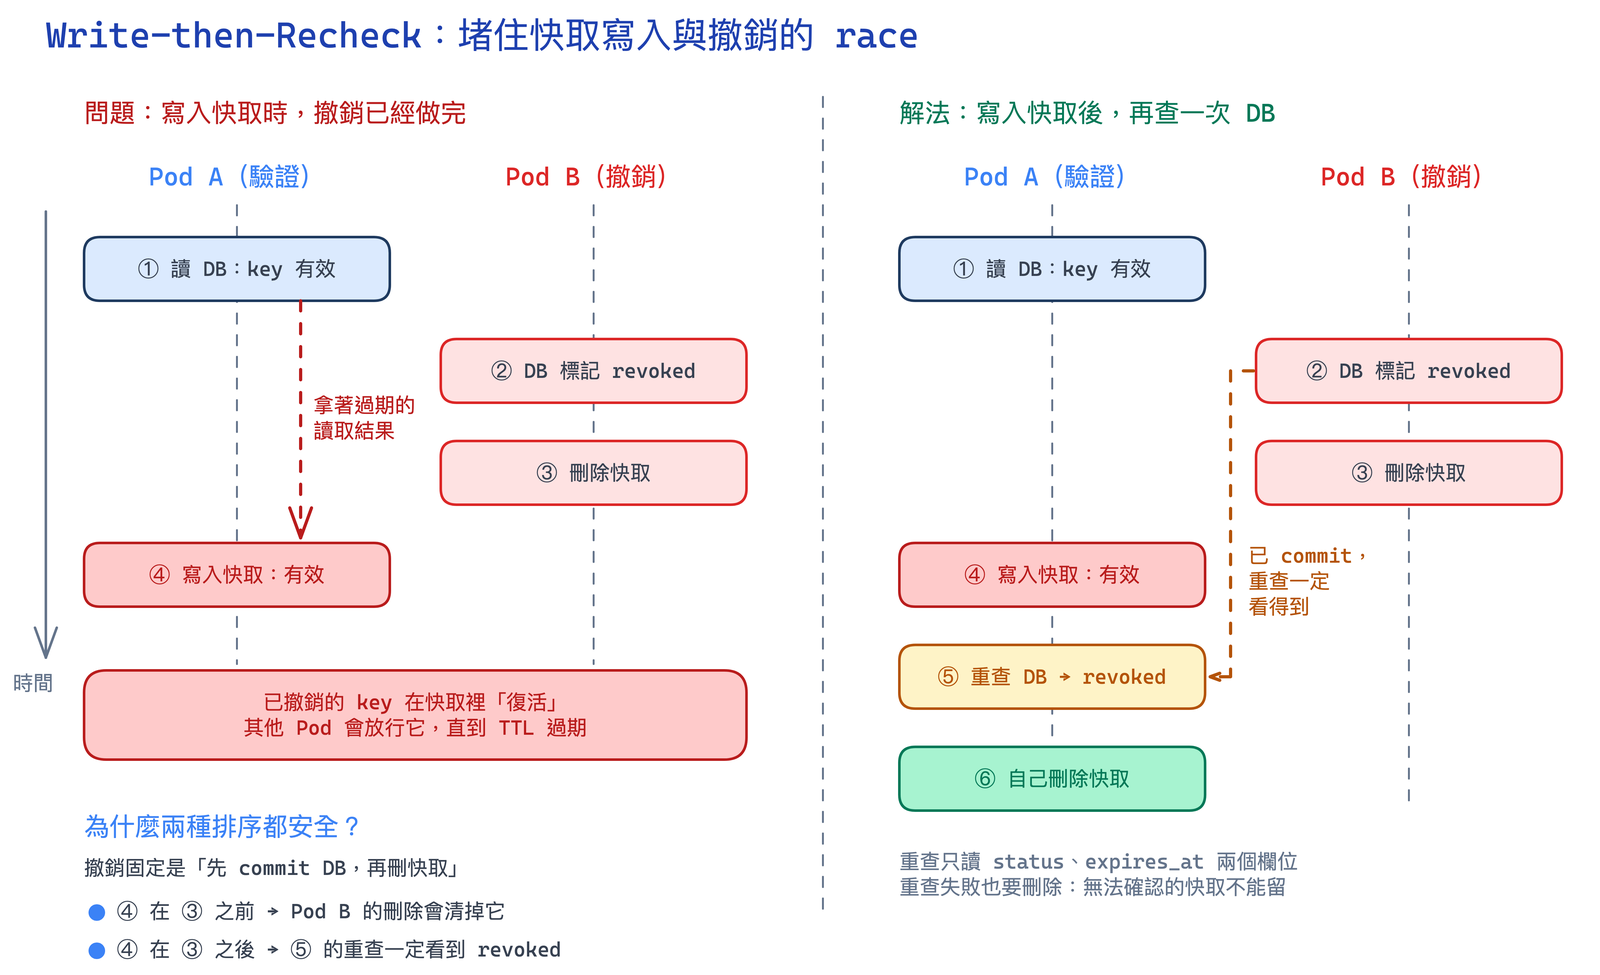 Write-then-Recheck：堵住快取寫入與撤銷的 race
問題：寫入快取時，撤銷已經做完
Pod A（驗證）
Pod B（撤銷）
① 讀 DB：key 有效
② DB 標記 revoked
拿著過期的
讀取結果
③ 刪除快取
④ 寫入快取：有效
時間
已撤銷的 key 在快取裡「復活」
其他 Pod 會放行它，直到 TTL 過期
為什麼兩種排序都安全？
撤銷固定是「先 commit DB，再刪快取」
④ 在 ③ 之前 → Pod B 的刪除會清掉它
④ 在 ③ 之後 → ⑤ 的重查一定看到 revoked
解法：寫入快取後，再查一次 DB
Pod A（驗證）
Pod B（撤銷）
① 讀 DB：key 有效
② DB 標記 revoked
③ 刪除快取
④ 寫入快取：有效
已 commit，
重查一定
看得到
⑤ 重查 DB → revoked
⑥ 自己刪除快取
重查只讀 status、expires_at 兩個欄位
重查失敗也要刪除：無法確認的快取不能留